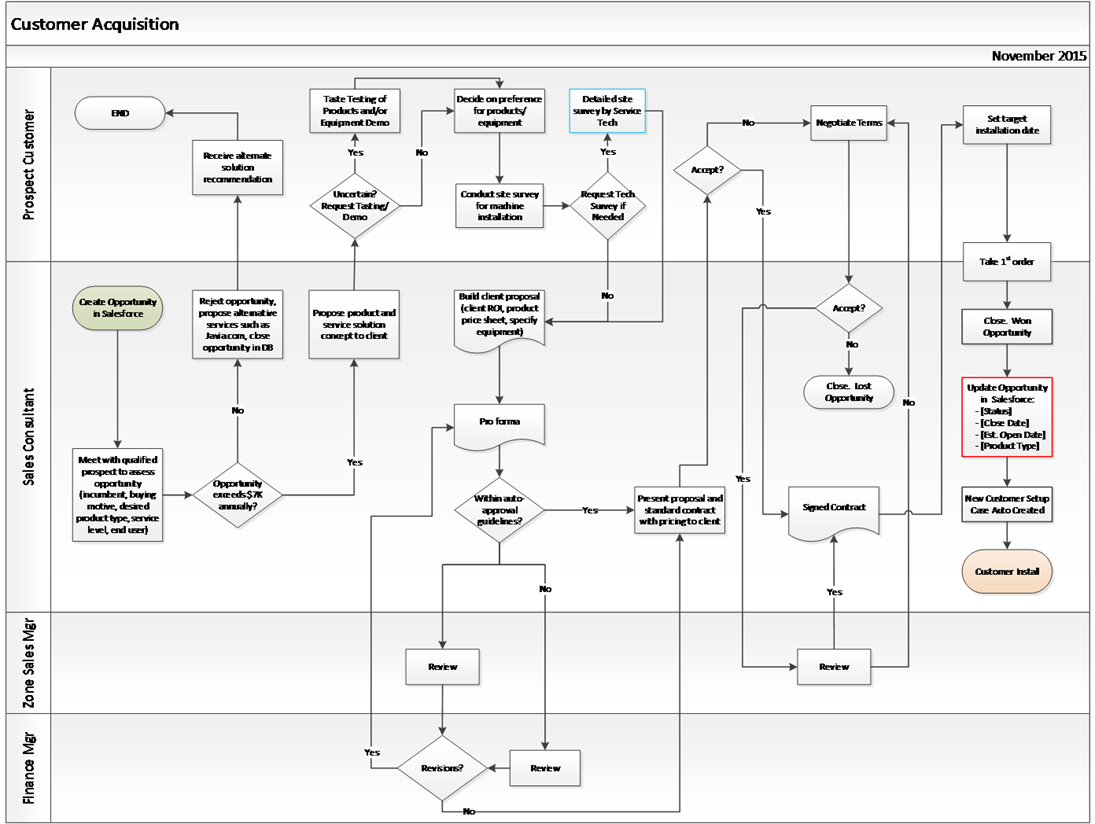 Customer Acquisition
November 2015
Prospect Customer
END
Receive alternate
solution
recommendation
Taste Testing of
Products and/or
Equipment Demo
Yes
No
Uncertain?
Request Tasting/
Demo
Decide on preference
for products/
equipment
Conduct site survey
for machine
installation
Detailed site
survey by Service
Tech
Yes
Request Tech
Survey if
Needed
No
Accept?
No
Yes
Negotiate Terms
Set target
installation date
Take 1st order
Sales Consultant
Create Opportunity
in Salesforce
Meet with qualified
prospect to assess
opportunity
(incumbent, buying
motive, desired
product type, service
level, end user)
Reject opportunity,
propose alternative
services such as
Javia.com, close
opportunity in DB
No
Opportunity
exceeds $7K
annually?
Yes
Propose product and
service solution
concept to client
Build client proposal
(client ROI, product
price sheet, specify
equipment)
Pro forma
Within auto-
approval
guidelines?
Yes
No
Present proposal and
standard contract
with pricing to client
Accept?
No
Close. Lost
Opportunity
Yes
No
Signed Contract
Yes
Close. Won
Opportunity
Update Opportunity
in Salesforce:
- [Status]
- [Close Date]
- [Est. Open Date]
- [Product Type]
New Customer Setup
Case Auto Created
Customer Install
Zone Sales Mgr
Review
Review
Finance Mgr
Yes
Revisions?
Review
No